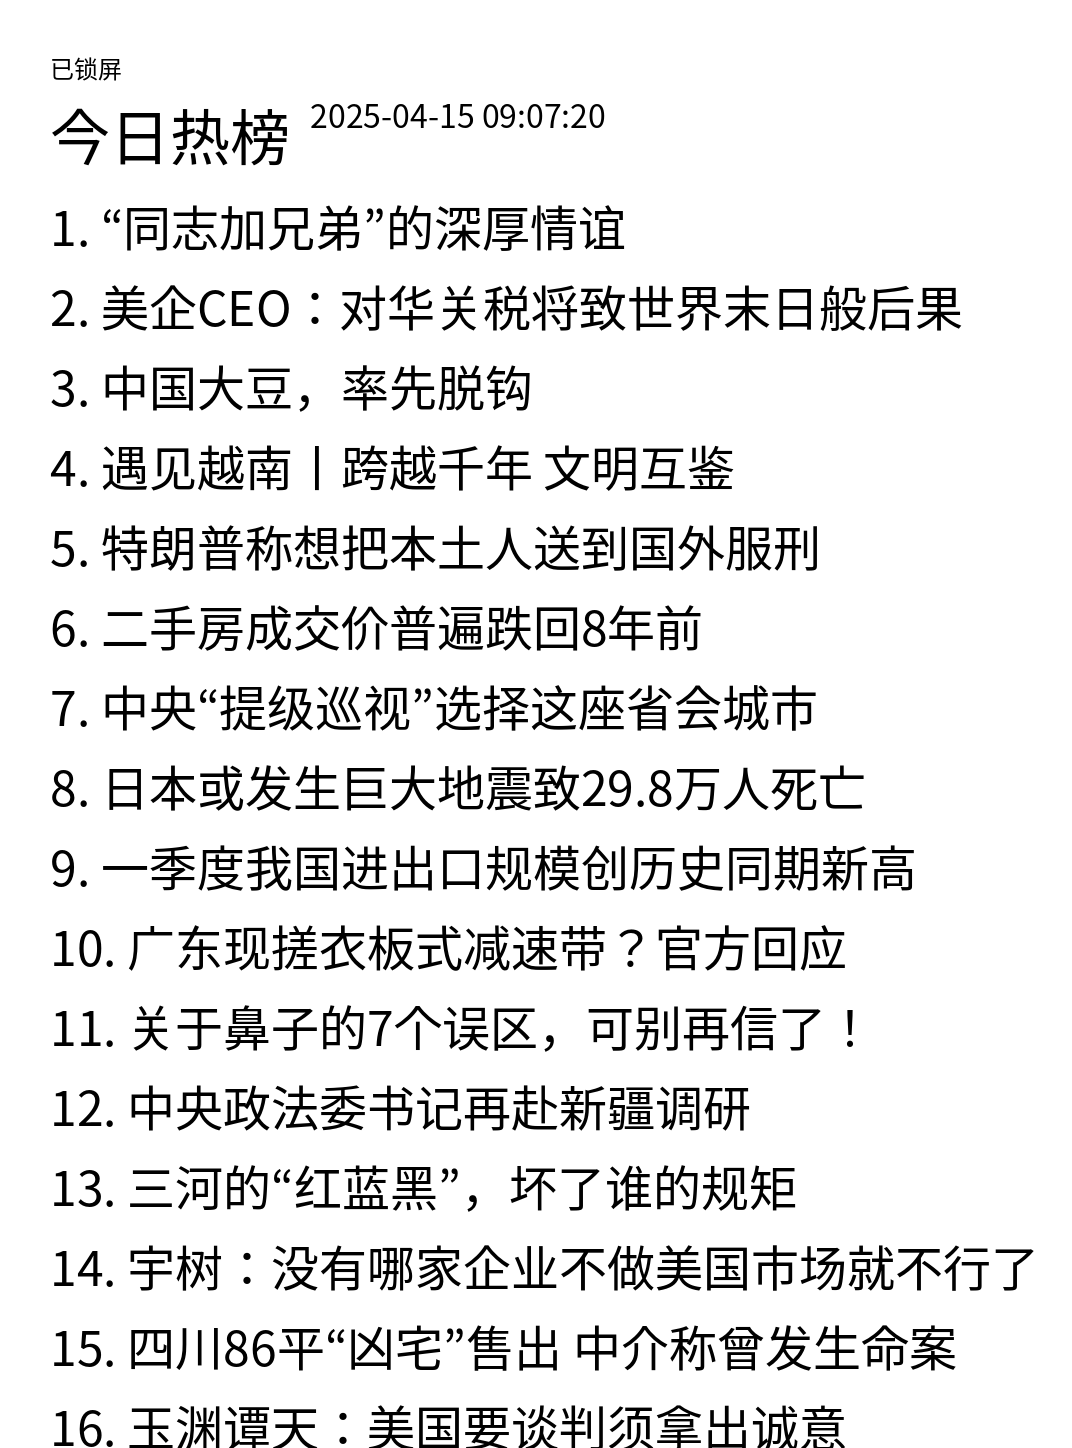 已锁屏
今日热榜 2025-04-15 09:07:20
1. “同志加兄弟”的深厚情谊
2. 美企CEO：对华关税将致世界末日般后果
3. 中国大豆，率先脱钩
4. 遇见越南丨跨越千年 文明互鉴
5. 特朗普称想把本土人送到国外服刑
6. 二手房成交价普遍跌回8年前
7. 中央“提级巡视”选择这座省会城市
8. 日本或发生巨大地震致29.8万人死亡
9. 一季度我国进出口规模创历史同期新高
10. 广东现搓衣板式减速带？官方回应
11. 关于鼻子的7个误区，可别再信了！
12. 中央政法委书记再赴新疆调研
13. 三河的“红蓝黑”，坏了谁的规矩
14. 宇树：没有哪家企业不做美国市场就不行了
15. 四川86平“凶宅”售出 中介称曾发生命案
16. 玉渊谭天：美国要谈判须拿出诚意